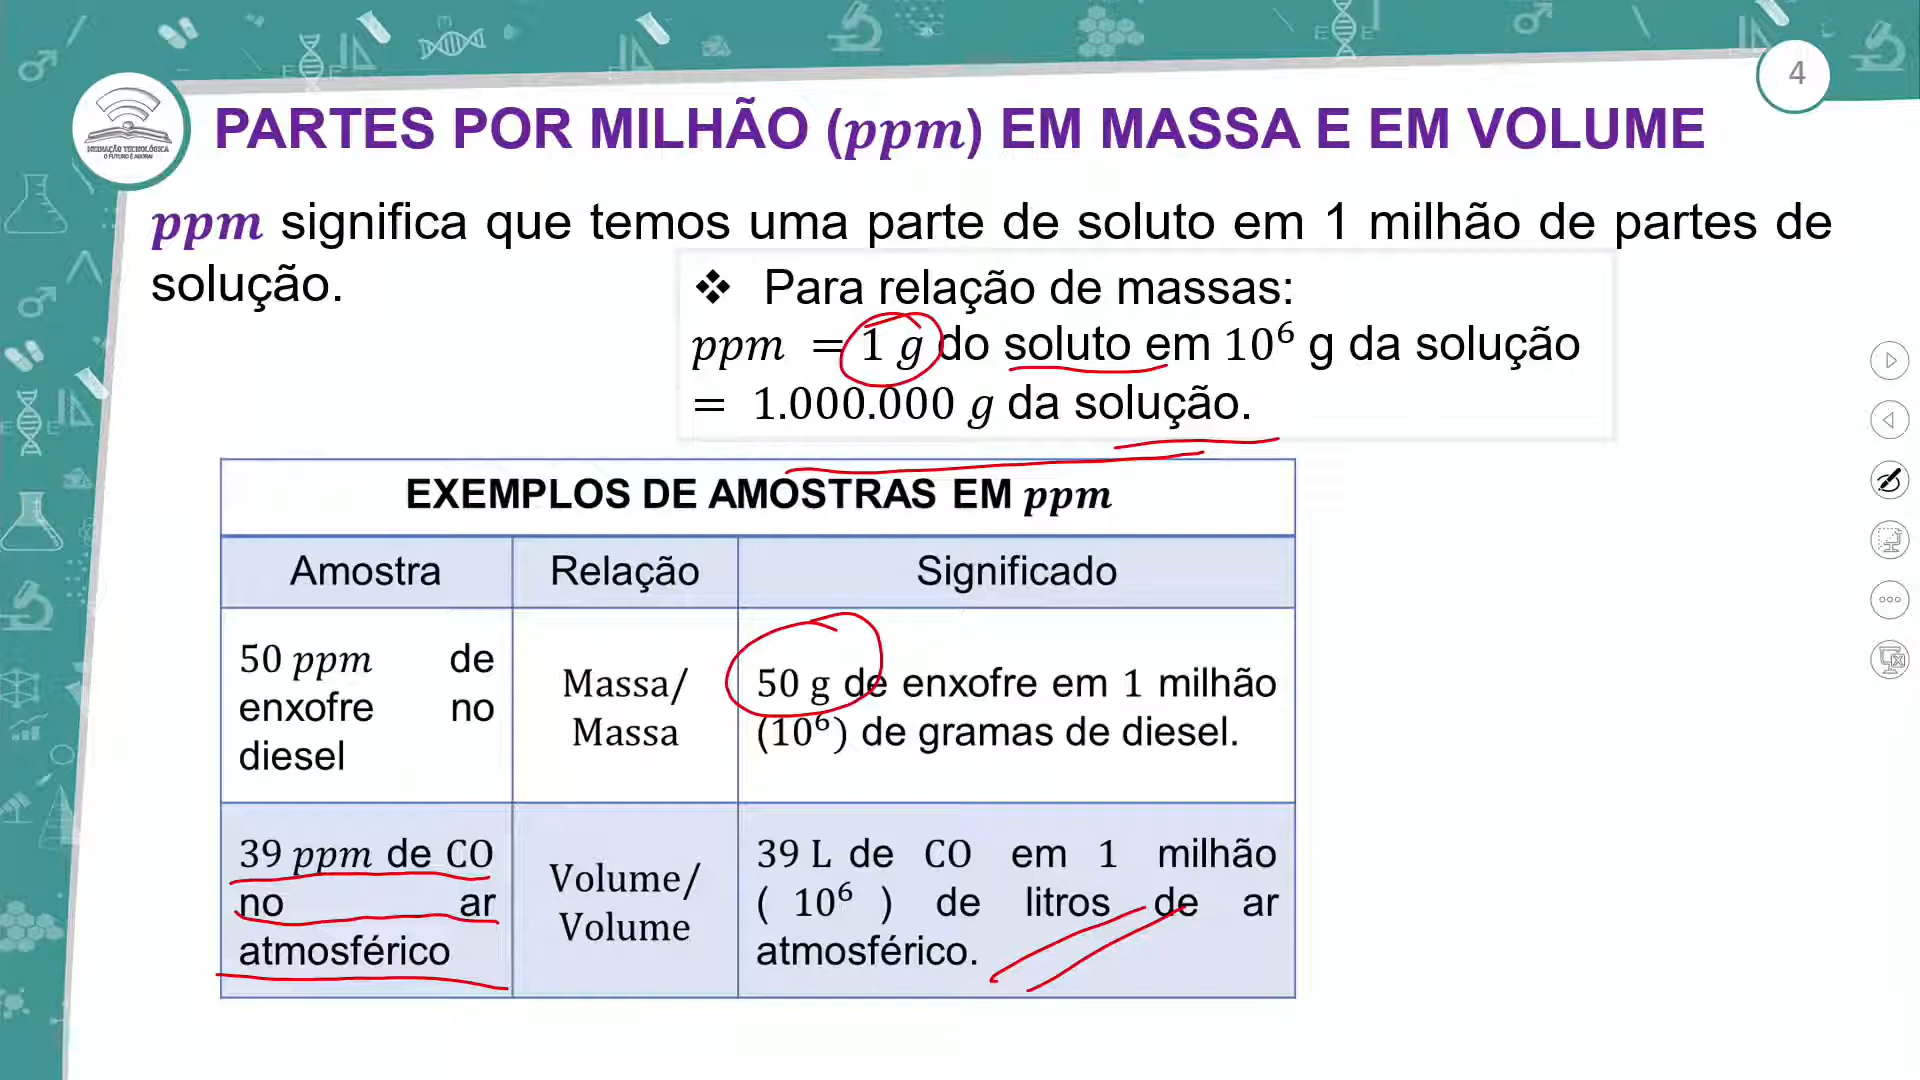 4
MEDIAÇÃO TECNOLÓGICA
O FUTURO É AGORA!
PARTES POR MILHÃO (ppm) EM MASSA E EM VOLUME
ppm significa que temos uma parte de soluto em 1 milhão de partes de
solução.
❖ Para relação de massas:
ppm = 1 g do soluto em 10⁶ g da solução
= 1.000.000 g da solução.
EXEMPLOS DE AMOSTRAS EM ppm
Amostra Relação Significado
50 ppm de
enxofre no
diesel
Massa/
Massa
50 g de enxofre em 1 milhão
(10⁶) de gramas de diesel.
39 ppm de CO
no ar
atmosférico
Volume/
Volume
39 L de CO em 1 milhão
( 10⁶ ) de litros de ar
atmosférico.